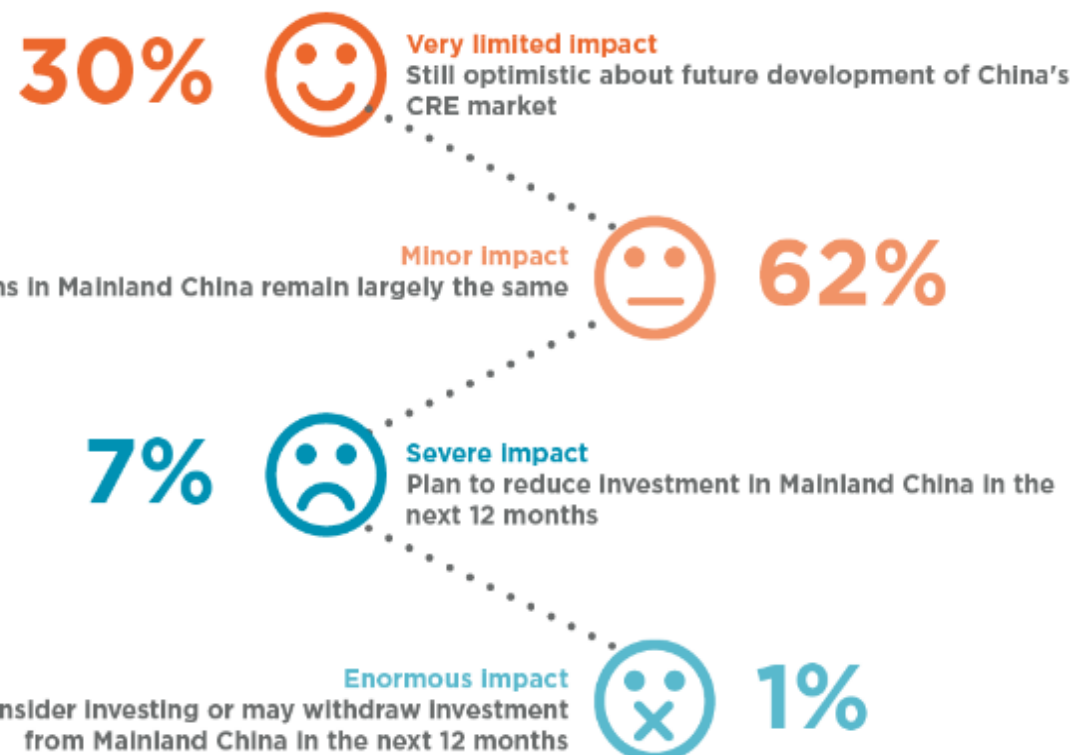 30%
Very limited impact
Still optimistic about future development of China's
CRE market
Minor impact
in Mainland China remain largely the same
62%
7%
Severe impact
Plan to reduce investment in Mainland China in the
next 12 months
Enormous impact
investing or may withdraw investment
from Mainland China in the next 12 months
1%